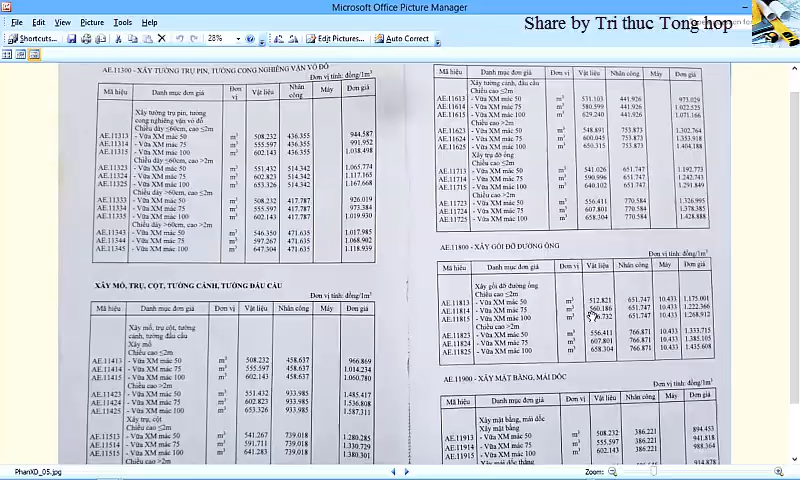 Microsoft Office Picture Manager
Share by Tri thuc Tong hop
File Edit View Picture Tools Help
Shortcuts... 28% Edit Pictures... Auto Correct
AE.11300 - XÂY TƯỜNG TRỤ PIN, TƯỜNG CONG NGHIÊNG VẶN VỎ ĐỖ
Đơn vị tính: đồng/1m³
Mã hiệu Danh mục đơn giá Đơn vị Vật liệu Nhân công Máy Đơn giá
Xây tường trụ pin, tường
cong nghiêng vặn vỏ đỗ
Chiều dày ≤60cm, cao ≤2m
AE.11313 - Vữa XM mác 50 m³ 508.232 436.355 944.587
AE.11314 - Vữa XM mác 75 m³ 555.597 436.355 991.952
AE.11315 - Vữa XM mác 100 m³ 602.143 436.355 1.038.498
Chiều dày ≤60cm, cao >2m
AE.11323 - Vữa XM mác 50 m³ 551.432 514.342 1.065.774
AE.11324 - Vữa XM mác 75 m³ 602.823 514.342 1.117.165
AE.11325 - Vữa XM mác 100 m³ 653.326 514.342 1.167.668
Chiều dày >60cm, cao ≤2m
AE.11333 - Vữa XM mác 50 m³ 508.232 417.787 926.019
AE.11334 - Vữa XM mác 75 m³ 555.597 417.787 973.384
AE.11335 - Vữa XM mác 100 m³ 602.143 417.787 1.019.930
Chiều dày >60cm, cao >2m
AE.11343 - Vữa XM mác 50 m³ 546.350 471.635 1.017.985
AE.11344 - Vữa XM mác 75 m³ 597.267 471.635 1.068.902
AE.11345 - Vữa XM mác 100 m³ 647.304 471.635 1.118.939
XÂY MỐ, TRỤ, CỘT, TƯỜNG CÁNH, TƯỜNG ĐẦU CẦU
Đơn vị tính: đồng/1m³
Mã hiệu Danh mục đơn giá Đơn vị Vật liệu Nhân công Máy Đơn giá
Xây mố, trụ cột, tường
cánh, tường đầu cầu
Xây mố
Chiều cao ≤2m
AE.11413 - Vữa XM mác 50 m³ 508.232 458.637 966.869
AE.11414 - Vữa XM mác 75 m³ 555.597 458.637 1.014.234
AE.11415 - Vữa XM mác 100 m³ 602.143 458.637 1.060.780
Chiều cao >2m
AE.11423 - Vữa XM mác 50 m³ 551.432 933.985 1.485.417
AE.11424 - Vữa XM mác 75 m³ 602.823 933.985 1.536.808
AE.11425 - Vữa XM mác 100 m³ 653.326 933.985 1.587.311
Xây trụ, cột
Chiều cao ≤2m
AE.11513 - Vữa XM mác 50 m³ 541.267 739.018 1.280.285
AE.11514 - Vữa XM mác 75 m³ 591.711 739.018 1.330.729
AE.11515 - Vữa XM mác 100 m³ 641.283 739.018 1.380.301
Chiều cao >2m
Mã hiệu Danh mục đơn giá Đơn vị Vật liệu Nhân công Máy Đơn giá
Xây tường cánh, đầu cầu
Chiều cao ≤2m
AE.11613 - Vữa XM mác 50 m³ 531.103 441.926 973.029
AE.11614 - Vữa XM mác 75 m³ 580.599 441.926 1.022.525
AE.11615 - Vữa XM mác 100 m³ 629.240 441.926 1.071.166
Chiều cao >2m
AE.11623 - Vữa XM mác 50 m³ 548.891 753.873 1.302.764
AE.11624 - Vữa XM mác 75 m³ 600.045 753.873 1.353.918
AE.11625 - Vữa XM mác 100 m³ 650.315 753.873 1.404.188
Xây trụ đỡ ống
Chiều cao ≤2m
AE.11713 - Vữa XM mác 50 m³ 541.026 651.747 1.192.773
AE.11714 - Vữa XM mác 75 m³ 590.996 651.747 1.242.743
AE.11715 - Vữa XM mác 100 m³ 640.102 651.747 1.291.849
Chiều cao >2m
AE.11723 - Vữa XM mác 50 m³ 556.411 770.584 1.326.995
AE.11724 - Vữa XM mác 75 m³ 607.801 770.584 1.378.385
AE.11725 - Vữa XM mác 100 m³ 658.304 770.584 1.428.888
AE.11800 - XÂY GỐI ĐỠ ĐƯỜNG ỐNG
Đơn vị tính: đồng/1m³
Mã hiệu Danh mục đơn giá Đơn vị Vật liệu Nhân công Máy Đơn giá
Xây gối đỡ đường ống
Chiều cao ≤2m
AE.11813 - Vữa XM mác 50 m³ 512.821 651.747 10.433 1.175.001
AE.11814 - Vữa XM mác 75 m³ 560.186 651.747 10.433 1.222.366
AE.11815 - Vữa XM mác 100 m³ 651.747 10.433 1.268.912
Chiều cao >2m
AE.11823 - Vữa XM mác 50 m³ 556.411 766.871 10.433 1.333.715
AE.11824 - Vữa XM mác 75 m³ 607.801 766.871 10.433 1.385.105
AE.11825 - Vữa XM mác 100 m³ 658.304 766.871 10.433 1.435.608
AE.11900 - XÂY MẶT BẰNG, MÁI DỐC
Đơn vị tính: đồng/1m³
Mã hiệu Danh mục đơn giá Đơn vị Vật liệu Nhân công Máy Đơn giá
Xây mặt bằng, mái dốc
Xây mặt bằng
AE.11913 - Vữa XM mác 50 m³ 508.232 386.221 894.453
AE.11914 - Vữa XM mác 75 m³ 555.597 386.221 941.818
AE.11915 - Vữa XM mác 100 m³ 602.143 386.221 988.364
PhanXD_05.jpg
Zoom: